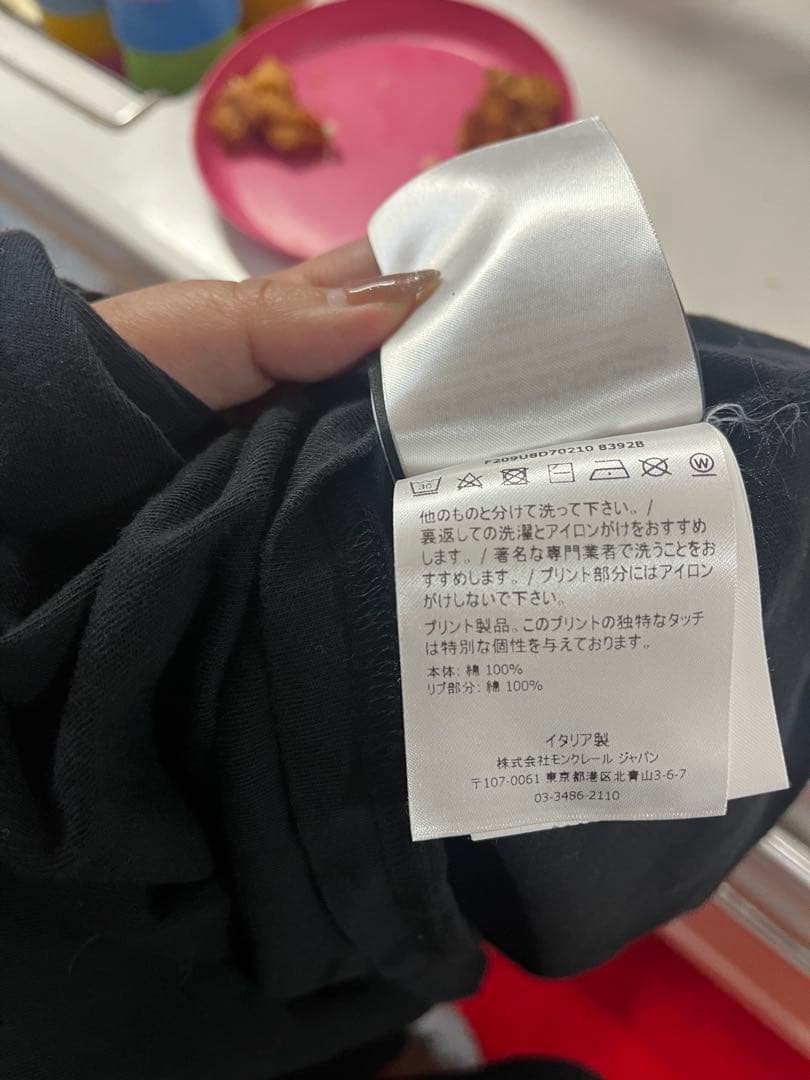 F209U8D70210 8392B
30
W
他のものと分けて洗って下さい。/
裏返しての洗濯とアイロンがけをおすすめ
します。/ 著名な専門業者で洗うことをお
すすめします。/ プリント部分にはアイロン
がけしないで下さい。
プリント製品。このプリントの独特なタッチ
は特別な個性を与えております。
本体: 綿 100%
リブ部分: 綿 100%
イタリア製
株式会社モンクレール ジャパン
〒107-0061 東京都港区北青山3-6-7
03-3486-2110